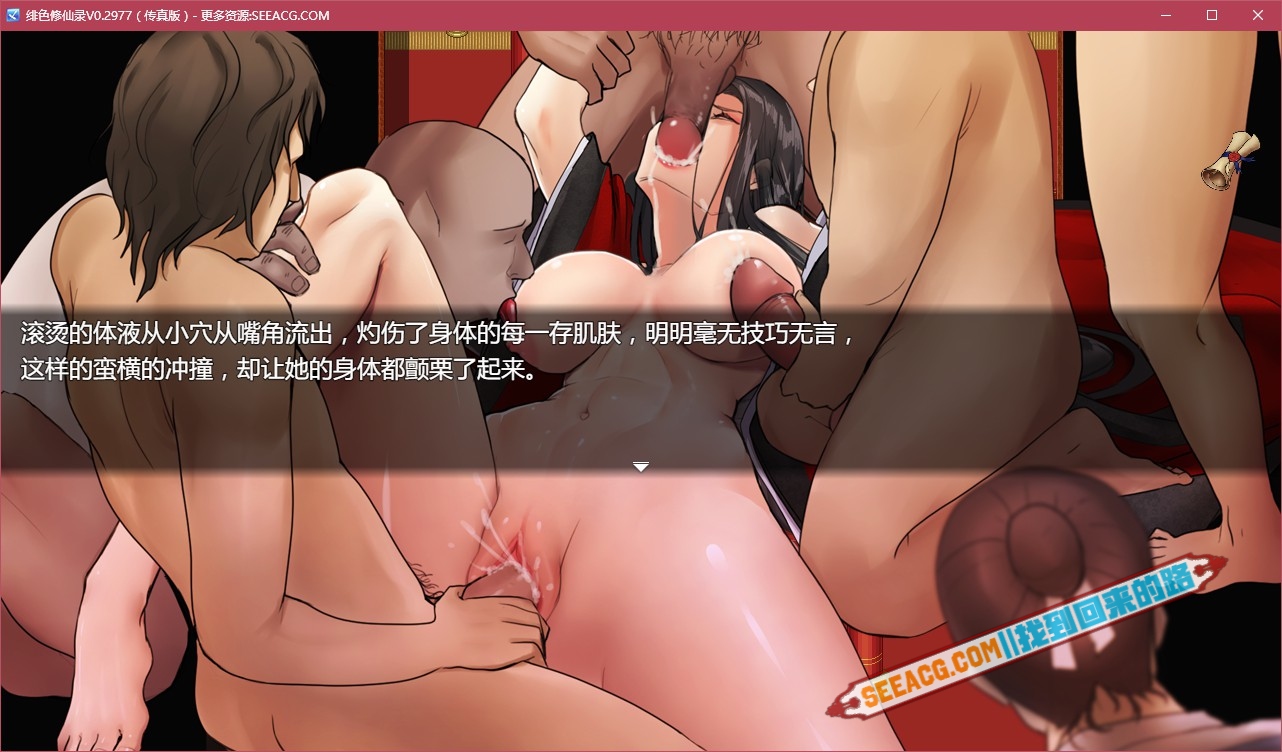 绯色修仙录V0.2977（传真版）- 更多资源:SEEACG.COM
滚烫的体液从小穴从嘴角流出，灼伤了身体的每一存肌肤，明明毫无技巧无言，
这样的蛮横的冲撞，却让她的身体都颤栗了起来。
SEEACG.COM||找到回来的路